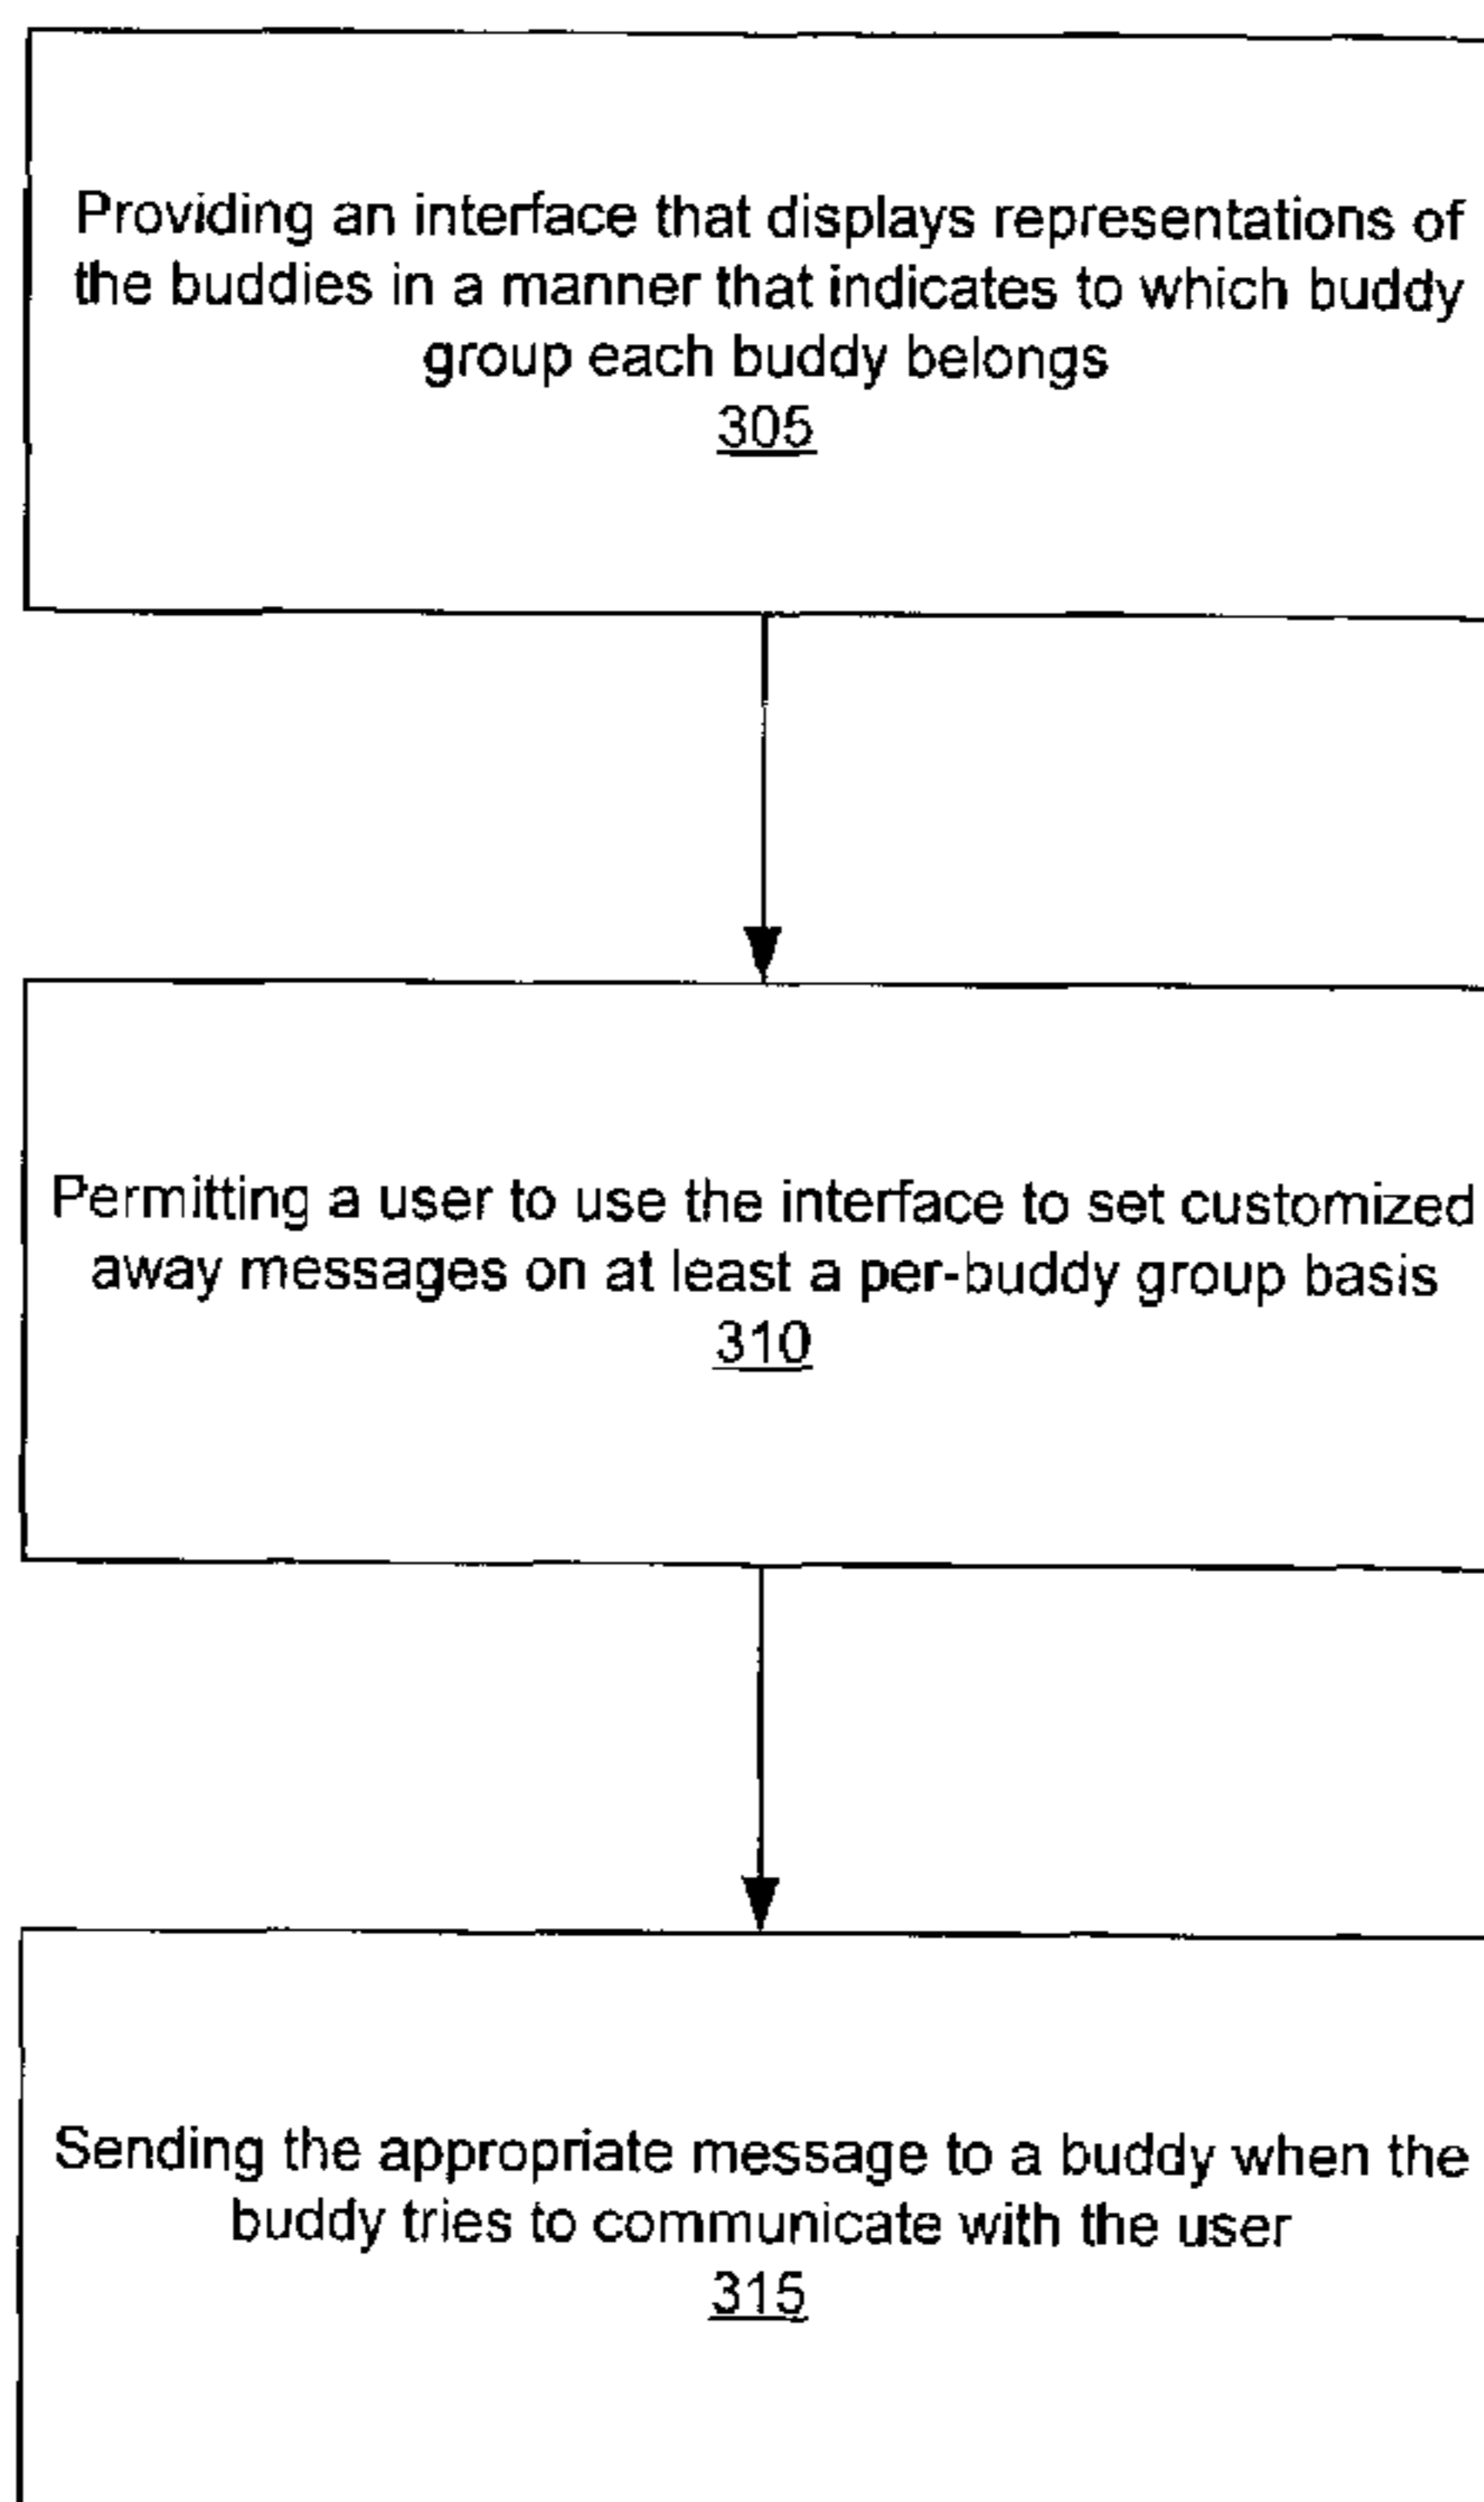 Providing an interface that displays representations of
the buddies in a manner that indicates to which buddy
group each buddy belongs
305
Permitting a user to use the interface to set customized
away messages on at least a per-buddy group basis
310
Sending the appropriate message to a buddy when the
buddy tries to communicate with the user
315